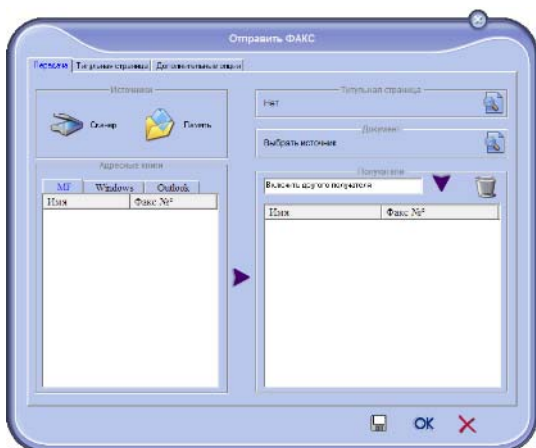 Отправить ФАКС
Передача Титульная страница Дополнительные опции
Источники
Сканер Память
Адресные книги
MF Windows Outlook
Имя Факс №
Титульная страница
Нет
Документ
Выбрать источник
Получатели
Включить другого получателя
Имя Факс №
OK